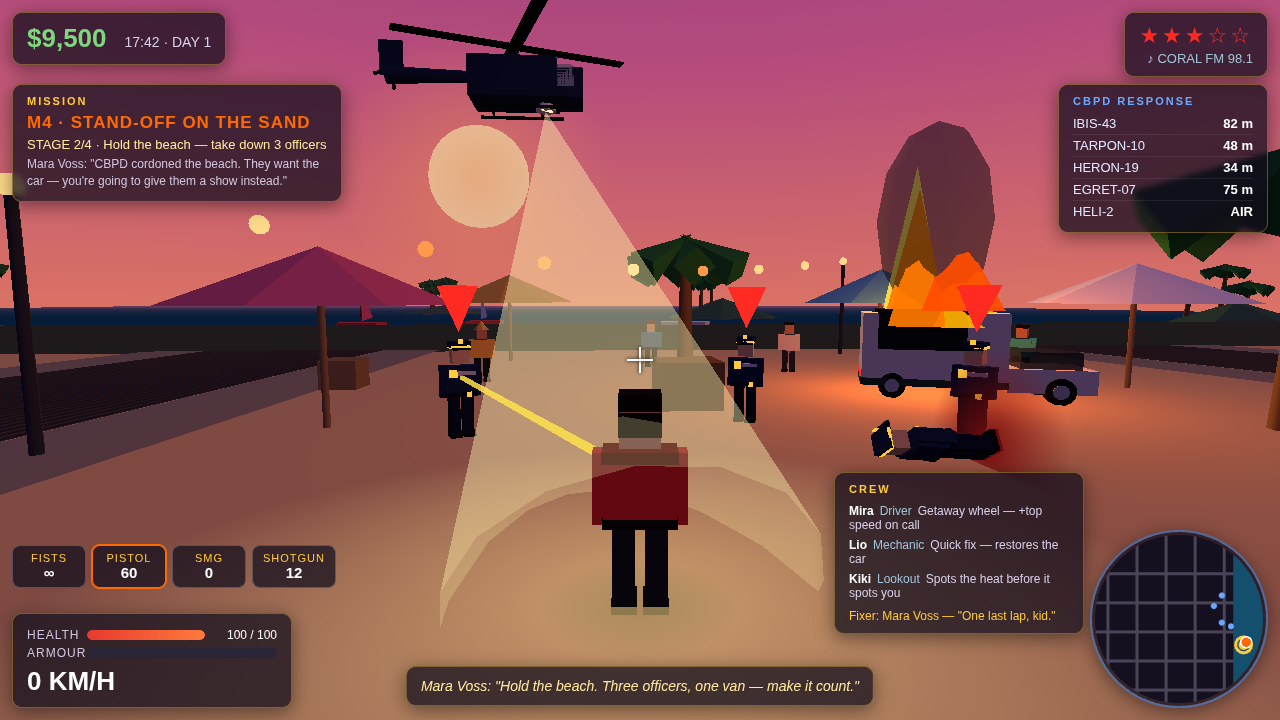 $9,500 17:42 · DAY 1
★★★☆☆
♪ CORAL FM 98.1
MISSION
M4 · STAND-OFF ON THE SAND
STAGE 2/4 · Hold the beach — take down 3 officers
Mara Voss: "CBPD cordoned the beach. They want the
car — you're going to give them a show instead."
CBPD RESPONSE
IBIS-43 82 m
TARPON-10 48 m
HERON-19 34 m
EGRET-07 75 m
HELI-2 AIR
CREW
Mira Driver Getaway wheel — +top
speed on call
Lio Mechanic Quick fix — restores the
car
Kiki Lookout Spots the heat before it
spots you
Fixer: Mara Voss — "One last lap, kid."
FISTS
∞
PISTOL
60
SMG
0
SHOTGUN
12
HEALTH 100 / 100
ARMOUR
0 KM/H
Mara Voss: "Hold the beach. Three officers, one van — make it count."